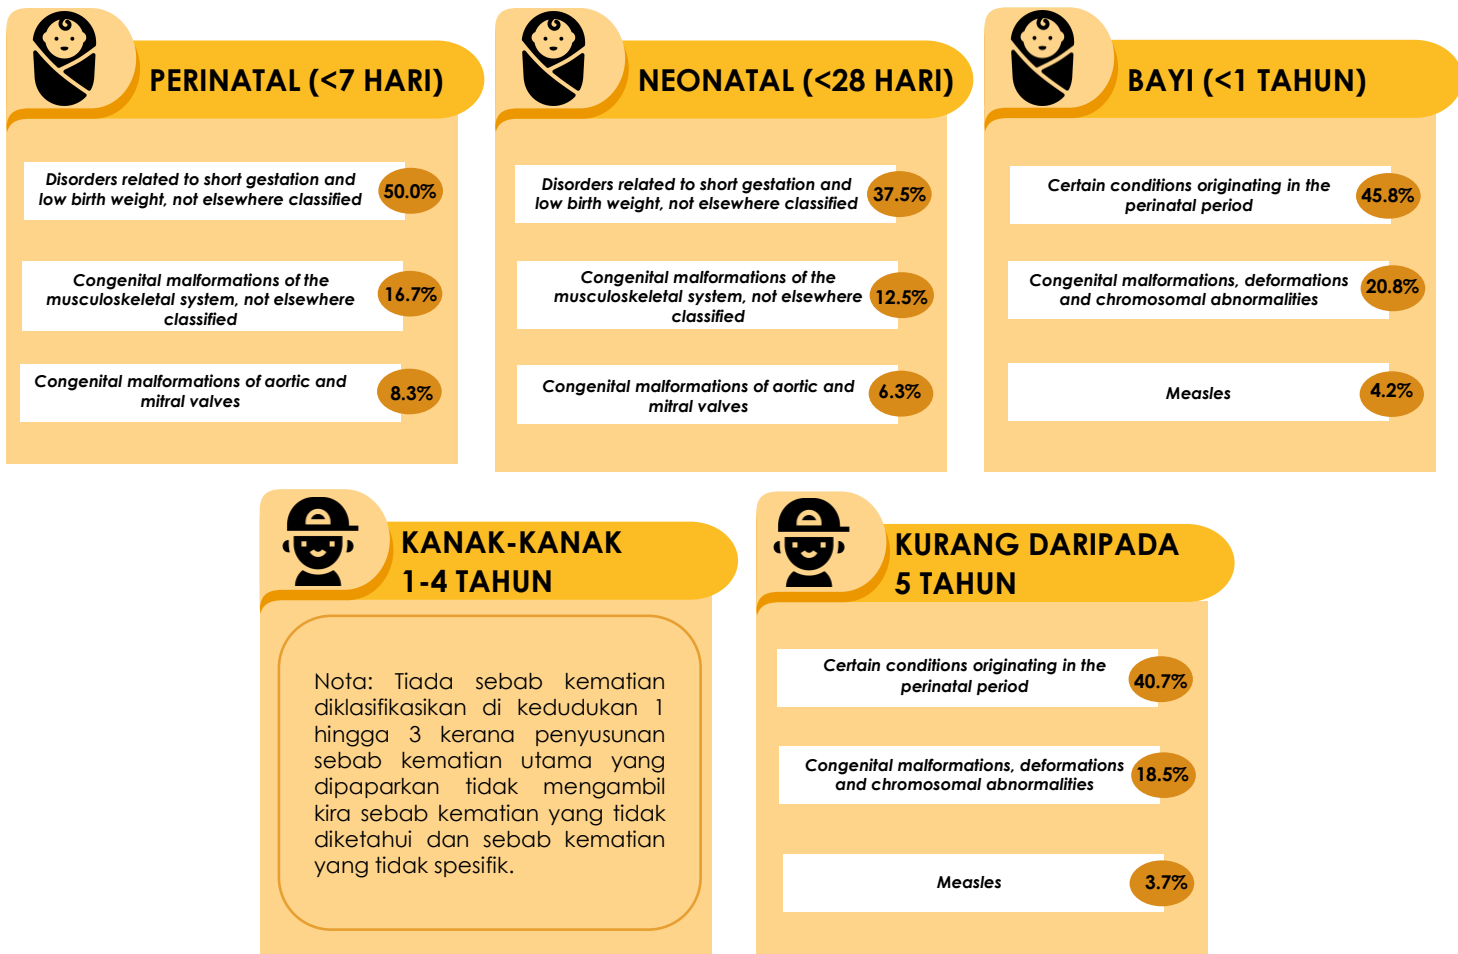 PERINATAL (<7 HARI)
Disorders related to short gestation and
low birth weight, not elsewhere classified
50.0%
Congenital malformations of the
musculoskeletal system, not elsewhere
classified
16.7%
Congenital malformations of aortic and
mitral valves
8.3%
NEONATAL (<28 HARI)
Disorders related to short gestation and
low birth weight, not elsewhere classified
37.5%
Congenital malformations of the
musculoskeletal system, not elsewhere
classified
12.5%
Congenital malformations of aortic and
mitral valves
6.3%
BAYI (<1 TAHUN)
Certain conditions originating in the
perinatal period
45.8%
Congenital malformations, deformations
and chromosomal abnormalities
20.8%
Measles
4.2%
KANAK-KANAK
1-4 TAHUN
Nota: Tiada sebab kematian
diklasifikasikan di kedudukan 1
hingga 3 kerana penyusunan
sebab kematian utama yang
dipaparkan tidak mengambil
kira sebab kematian yang tidak
diketahui dan sebab kematian
yang tidak spesifik.
KURANG DARIPADA
5 TAHUN
Certain conditions originating in the
perinatal period
40.7%
Congenital malformations, deformations
and chromosomal abnormalities
18.5%
Measles
3.7%